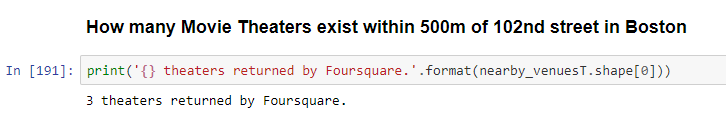 How many Movie Theaters exist within 500m of 102nd street in Boston
In [191]: print('{} theaters returned by Foursquare.'.format(nearby_venuesT.shape[0]))
3 theaters returned by Foursquare.